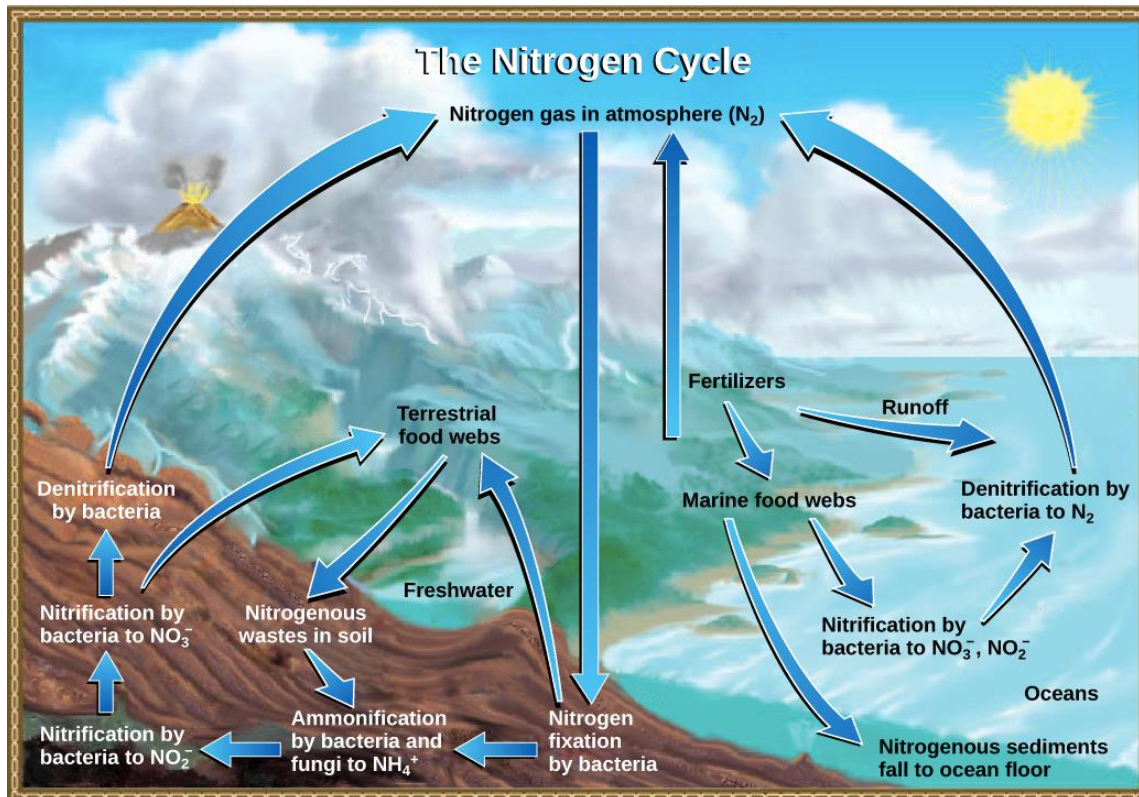 The Nitrogen Cycle
Nitrogen gas in atmosphere (N₂)
Fertilizers
Runoff
Terrestrial
food webs
Denitrification
by bacteria
Marine food webs
Denitrification by
bacteria to N₂
Freshwater
Nitrification by
bacteria to NO₃⁻
Nitrogenous
wastes in soil
Nitrification by
bacteria to NO₃⁻, NO₂⁻
Oceans
Nitrification by
bacteria to NO₂⁻
Ammonification
by bacteria and
fungi to NH₄⁺
Nitrogen
fixation
by bacteria
Nitrogenous sediments
fall to ocean floor